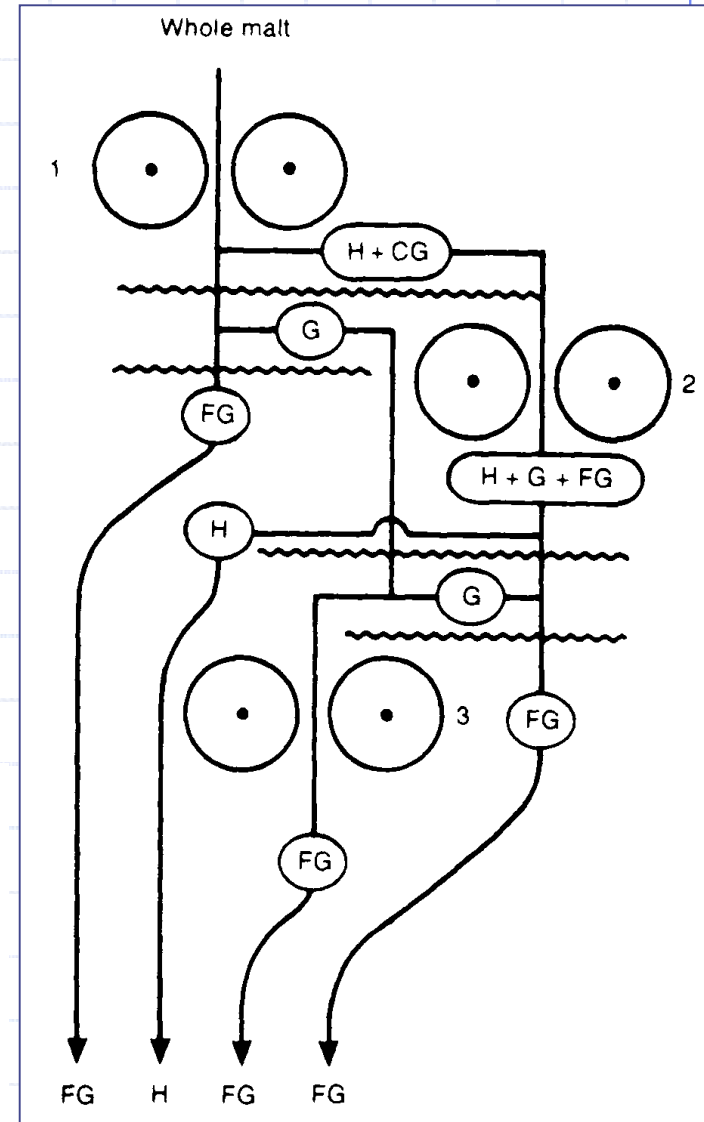 Whole malt
1
H + CG
G
2
FG
H + G + FG
H
G
3
FG
FG
FG H FG FG